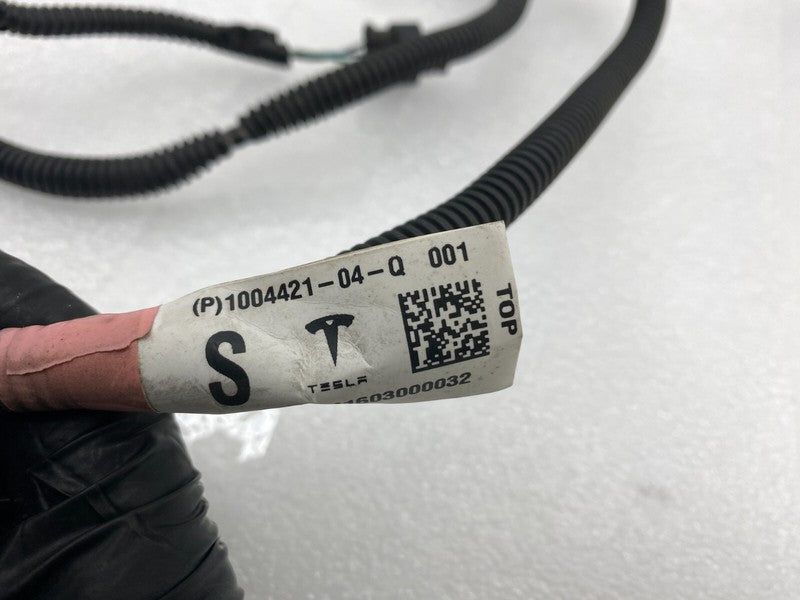 (P)1004421-04-Q 001
S
TESLA
TOP